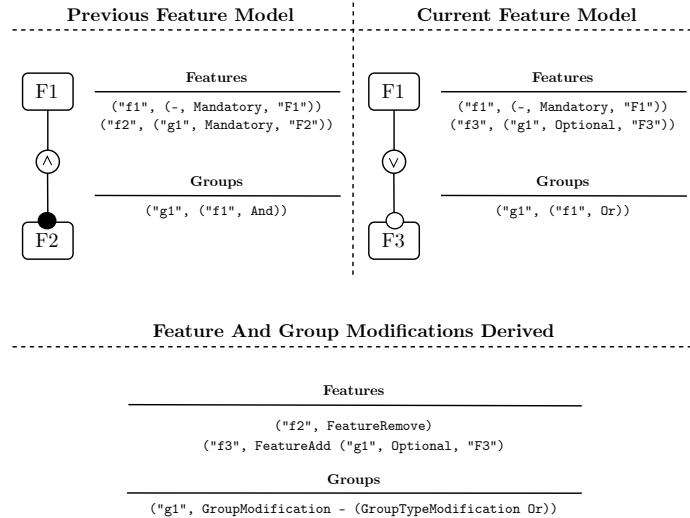 Previous Feature Model
F1
Features
("f1", (-, Mandatory, "F1"))
("f2", ("g1", Mandatory, "F2"))
∧
Groups
("g1", ("f1", And))
F2
Current Feature Model
F1
Features
("f1", (-, Mandatory, "F1"))
("f3", ("g1", Optional, "F3"))
∨
Groups
("g1", ("f1", Or))
F3
Feature And Group Modifications Derived
Features
("f2", FeatureRemove)
("f3", FeatureAdd ("g1", Optional, "F3")
Groups
("g1", GroupModification - (GroupTypeModification Or))